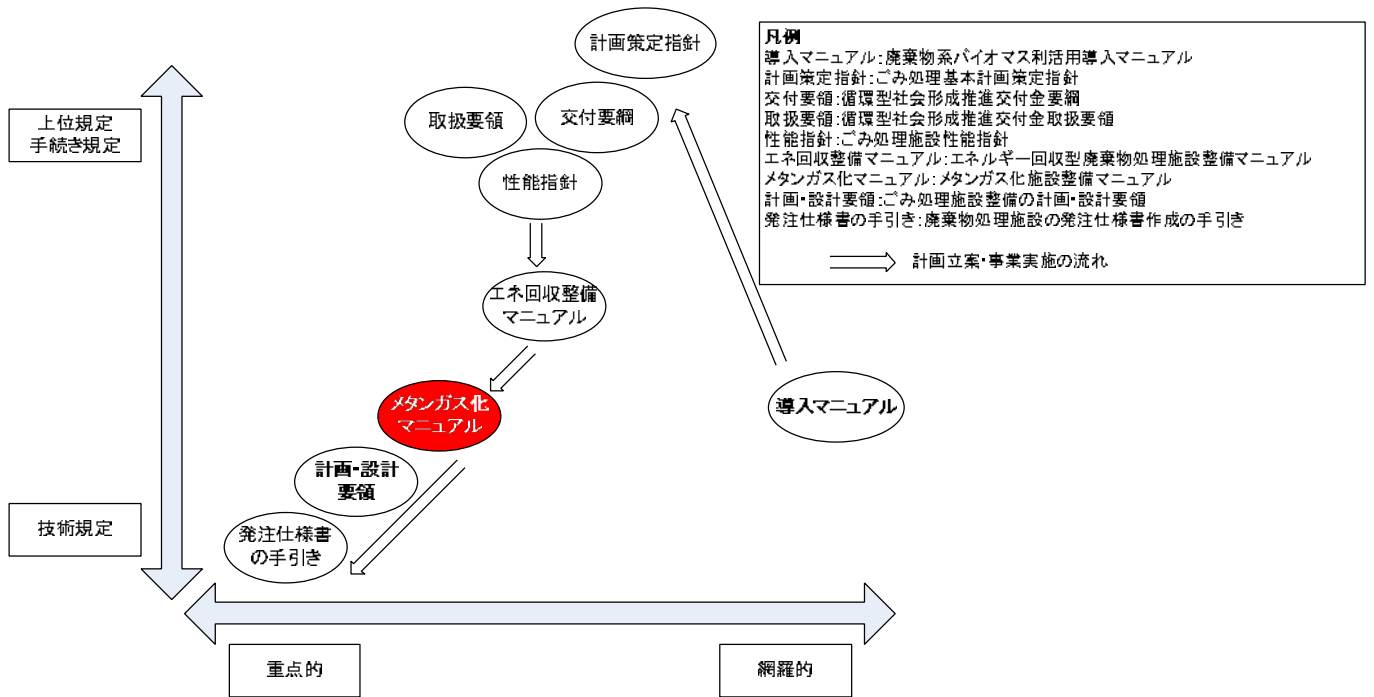 計画策定指針
取扱要領
交付要綱
性能指針
エネ回収整備
マニュアル
メタンガス化
マニュアル
計画・設計
要領
発注仕様書
の手引き
導入マニュアル
上位規定
手続き規定
技術規定
重点的
網羅的
凡例
導入マニュアル：廃棄物系バイオマス利活用導入マニュアル
計画策定指針：ごみ処理基本計画策定指針
交付要領：循環型社会形成推進交付金要綱
取扱要領：循環型社会形成推進交付金取扱要領
性能指針：ごみ処理施設性能指針
エネ回収整備マニュアル：エネルギー回収型廃棄物処理施設整備マニュアル
メタンガス化マニュアル：メタンガス化施設整備マニュアル
計画・設計要領：ごみ処理施設整備の計画・設計要領
発注仕様書の手引き：廃棄物処理施設の発注仕様書作成の手引き
計画立案・事業実施の流れ